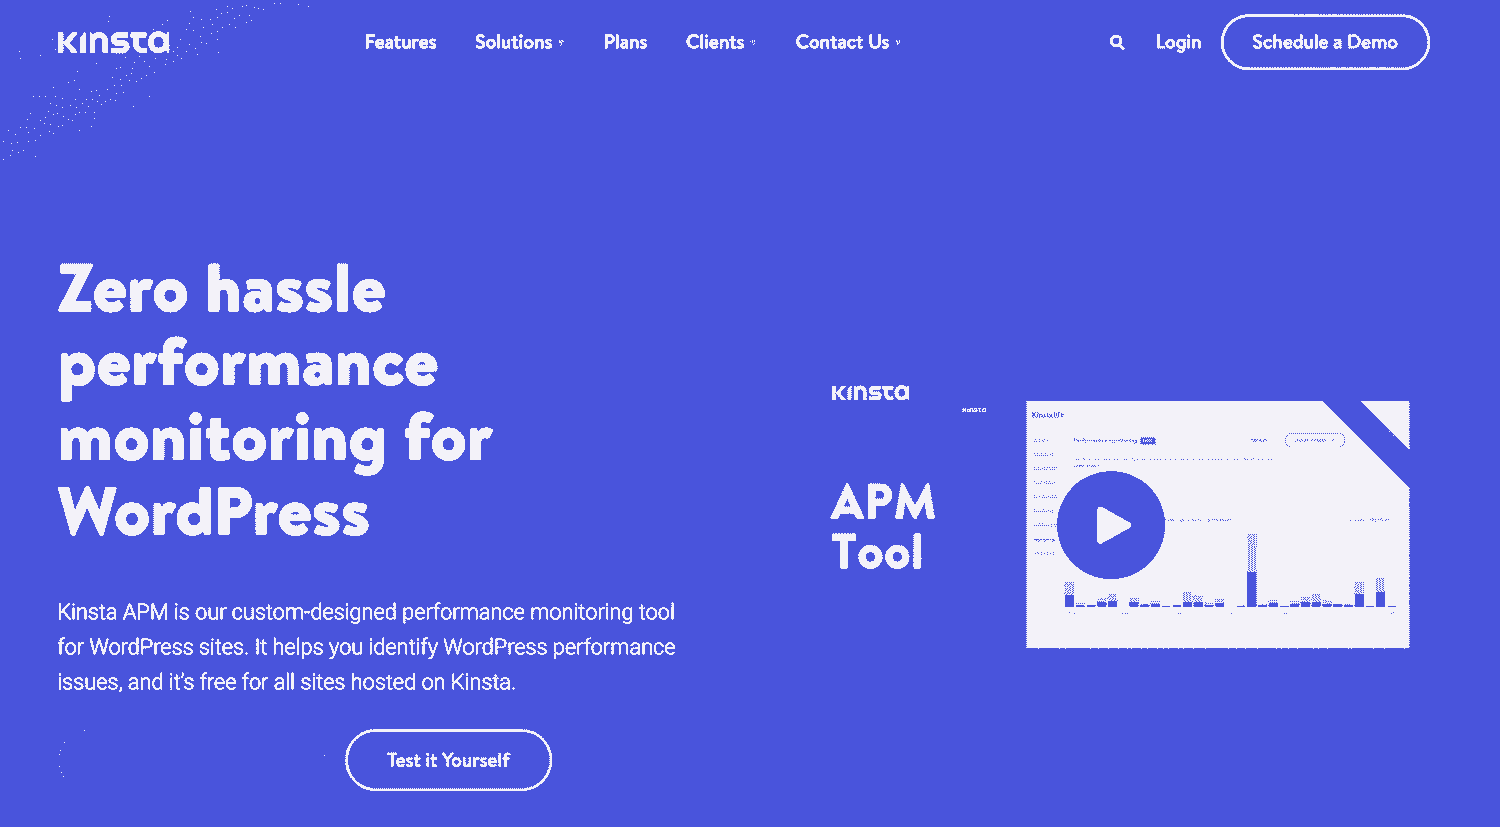 Kinsta
Features Solutions Plans Clients Contact Us Login Schedule a Demo
Zero hassle
performance
monitoring for
WordPress
Kinsta APM is our custom-designed performance monitoring tool
for WordPress sites. It helps you identify WordPress performance
issues, and it's free for all sites hosted on Kinsta.
Test it Yourself
Kinsta
Kinsta
APM
Tool